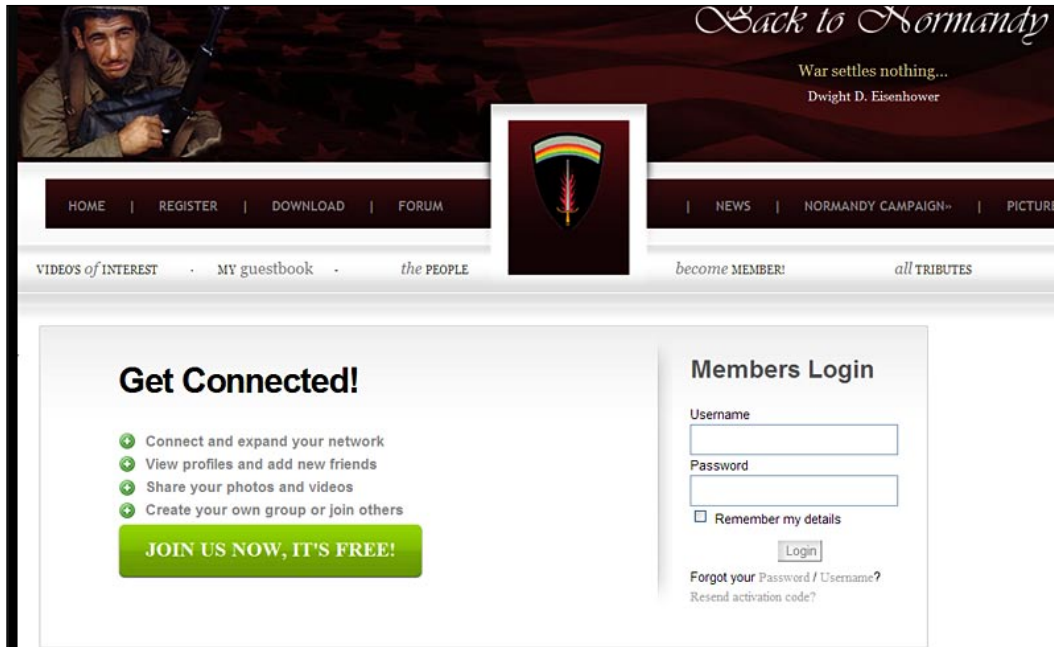 Back to Normandy
War settles nothing...
Dwight D. Eisenhower
HOME | REGISTER | DOWNLOAD | FORUM | NEWS | NORMANDY CAMPAIGN» | PICTURE
VIDEO'S of INTEREST · MY guestbook · the PEOPLE become MEMBER! all TRIBUTES
Get Connected!
Connect and expand your network
View profiles and add new friends
Share your photos and videos
Create your own group or join others
JOIN US NOW, IT'S FREE!
Members Login
Username
Password
Remember my details
Login
Forgot your Password / Username?
Resend activation code?